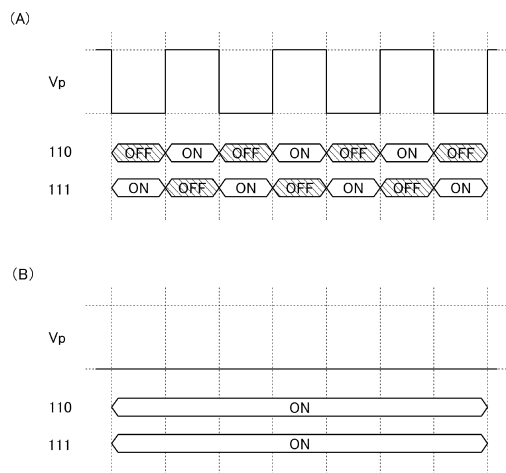 (A)
Vp
110 OFF ON OFF ON OFF ON OFF
111 ON OFF ON OFF ON OFF ON
(B)
Vp
110 ON
111 ON